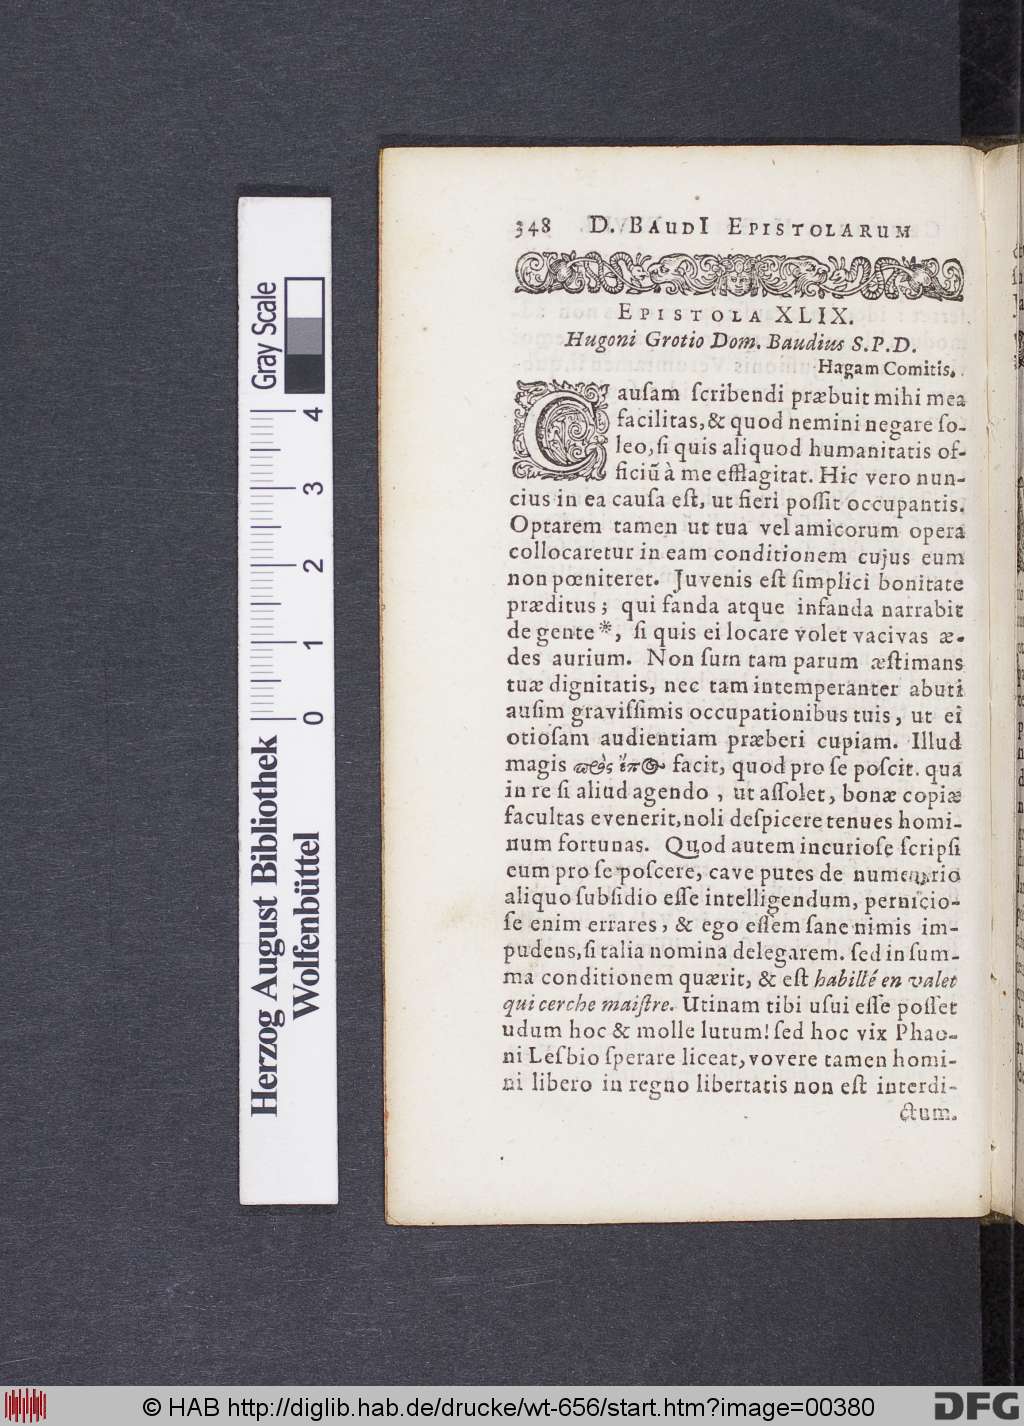 348 D. BAUDI EPISTOLARUM
EPISTOLA XLIX.
Hugoni Grotio Dom. Baudius S.P.D.
Hagam Comitis.
Causam scribendi præbuit mihi mea
facilitas, & quod nemini negare so-
leo, si quis aliquod humanitatis of-
ficiū à me efflagitat. Hic vero nun-
cius in ea causa est, ut fieri possit occupantis.
Optarem tamen ut tua vel amicorum opera
collocaretur in eam conditionem cujus eum
non pœniteret. Juvenis est simplici bonitate
præditus; qui fanda atque infanda narrabit
de gente *, si quis ei locare volet vacivas æ-
des aurium. Non sum tam parum æstimans
tuæ dignitatis, nec tam intemperanter abuti
ausim gravissimis occupationibus tuis, ut ei
otiosam audientiam præberi cupiam. Illud
magis πρὸς ἔπος facit, quod pro se poscit. qua
in re si aliud agendo, ut assolet, bonæ copiæ
facultas evenerit, noli despicere tenues homi-
num fortunas. Quod autem incuriose scripsi
eum pro se poscere, cave putes de numerario
aliquo subsidio esse intelligendum, pernicio-
se enim errares, & ego essem sane nimis im-
pudens, si talia nomina delegarem. sed in sum-
ma conditionem quærit, & est habillé en valet
qui cerche maistre. Utinam tibi usui esse posset
udum hoc & molle lutum! sed hoc vix Phao-
ni Lesbio sperare liceat, vovere tamen homi-
ni libero in regno libertatis non est interdi-
ctum.
Gray Scale
4 3 2 1 0
Herzog August Bibliothek
Wolfenbüttel
© HAB http://diglib.hab.de/drucke/wt-656/start.htm?image=00380
DFG